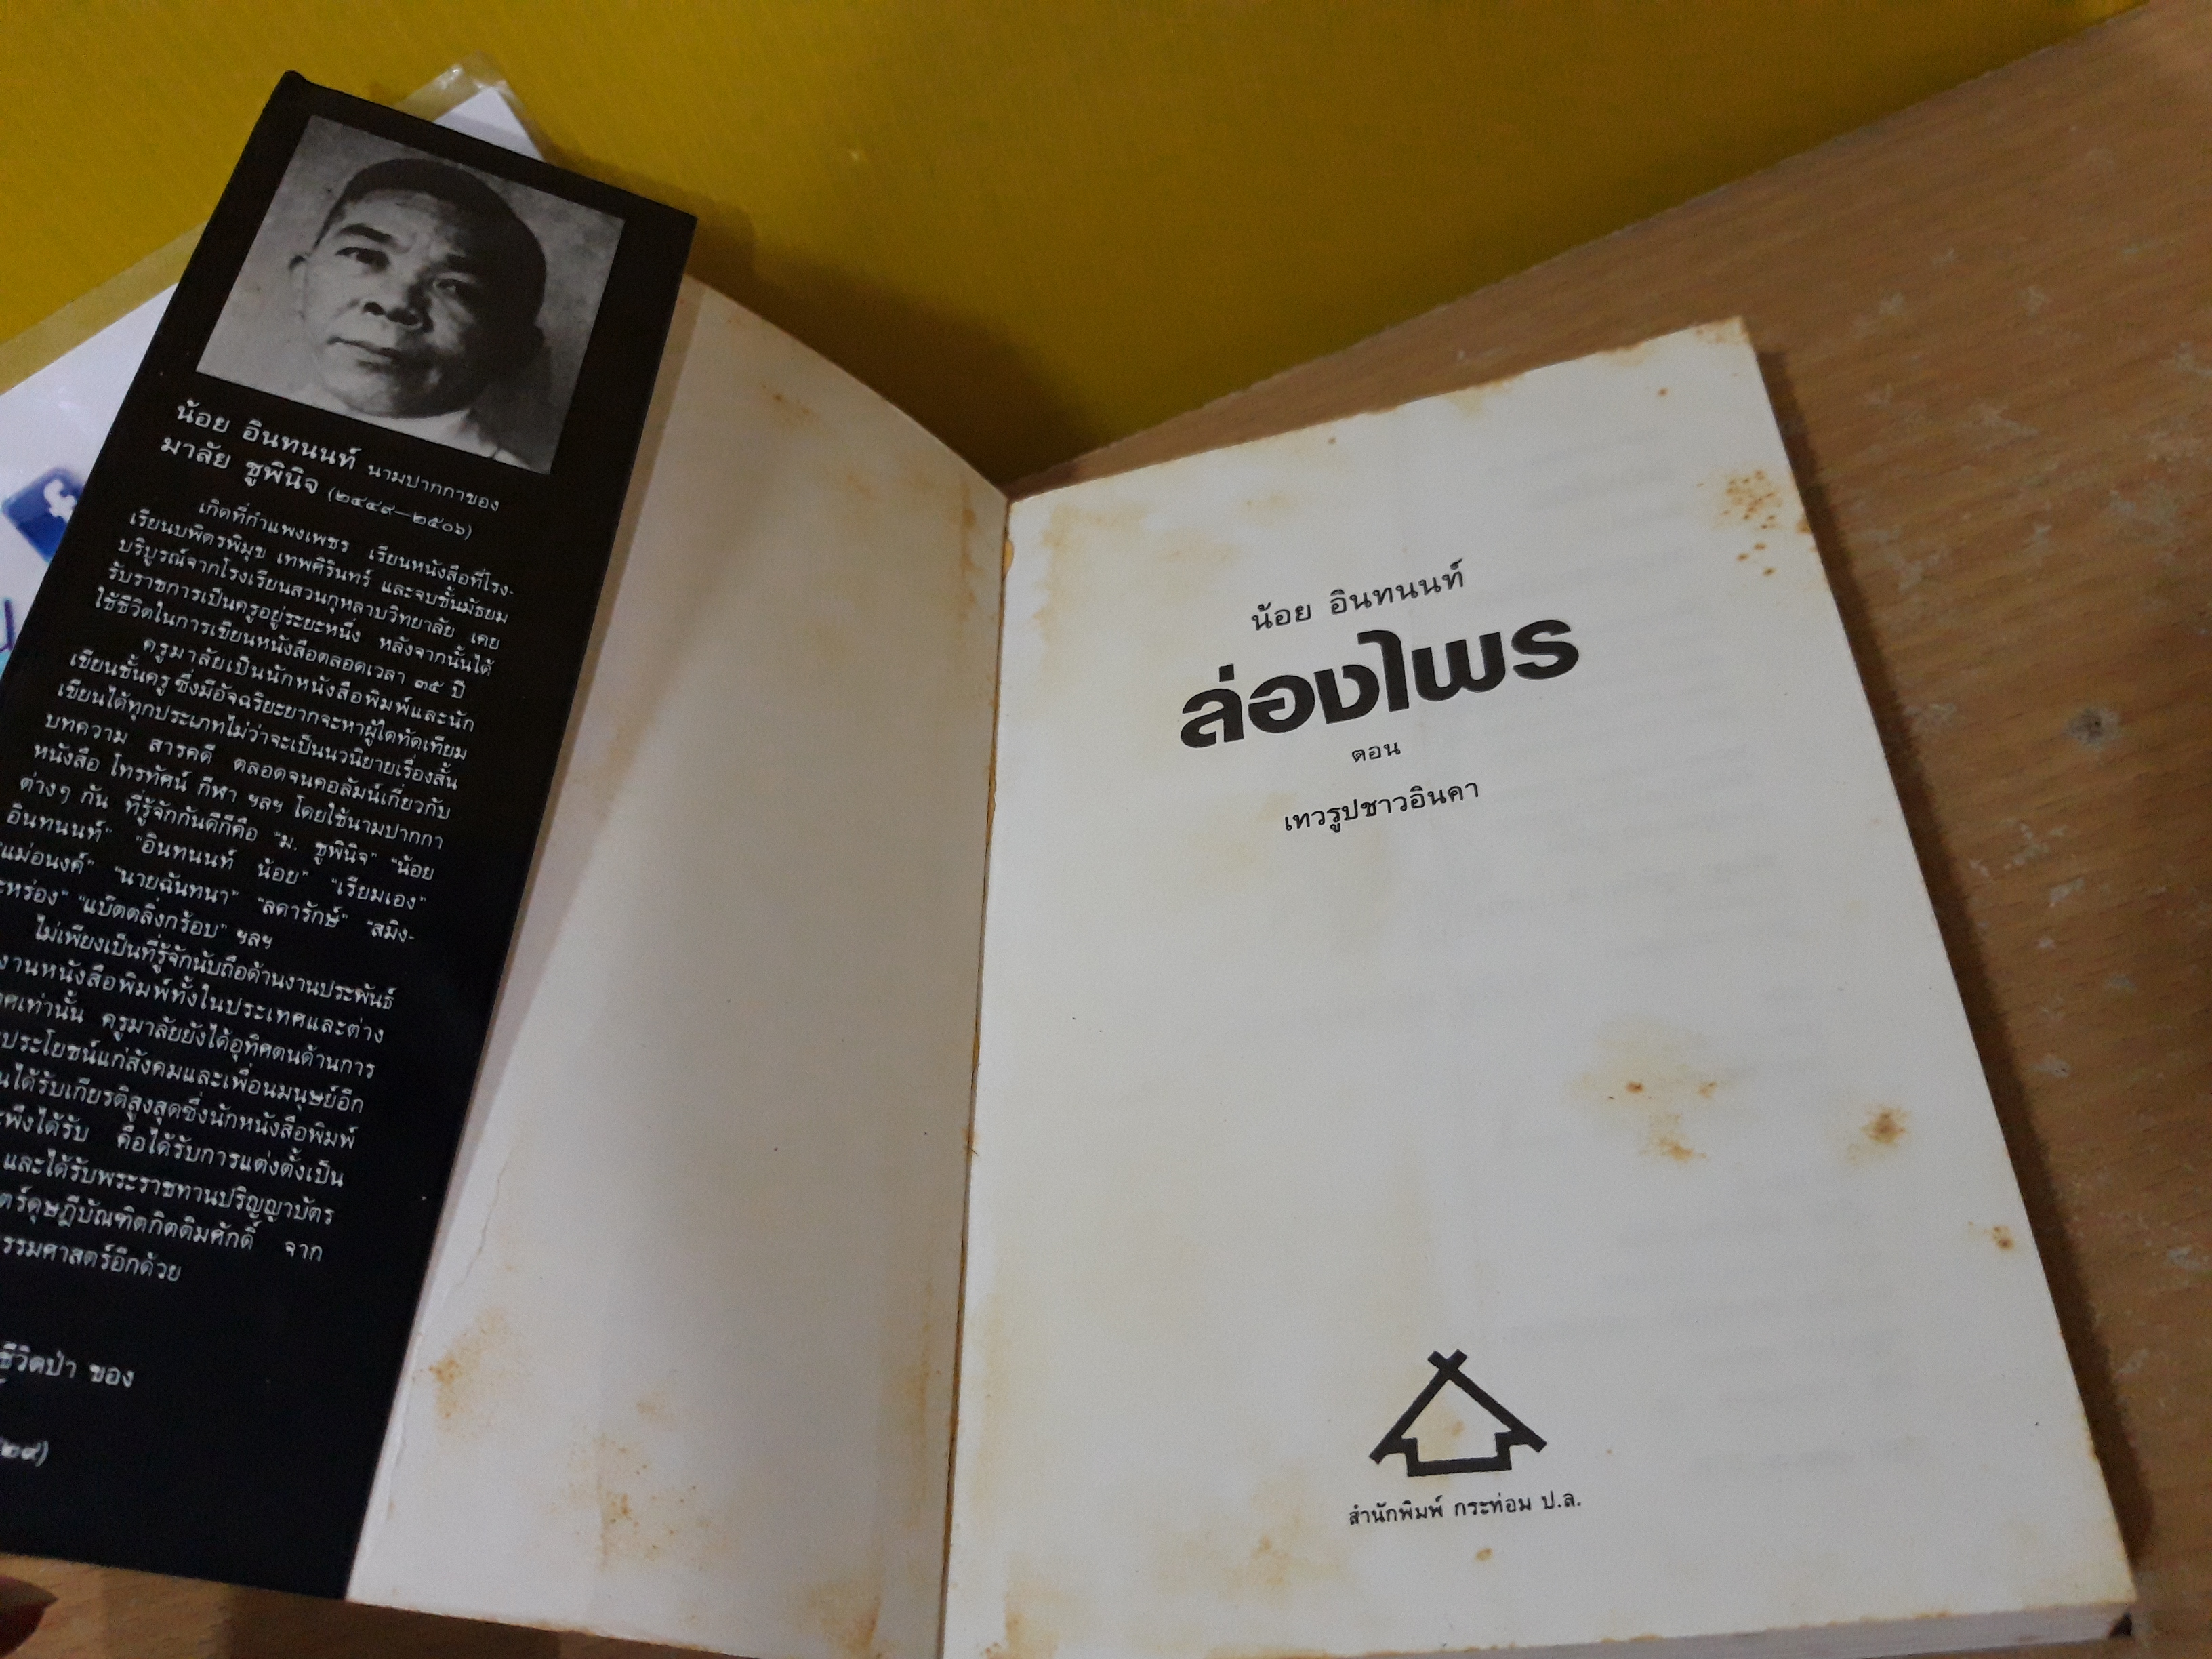 น้อย อินทนนท์ นามปากกาของ
มาลัย ชูพินิจ (๒๔๔๙—๒๕๐๖)
เกิดที่กำแพงเพชร เรียนหนังสือที่โรง-
เรียนบพิตรพิมุข เทพศิรินทร์ และจบชั้นมัธยม
บริบูรณ์จากโรงเรียนสวนกุหลาบวิทยาลัย เคย
รับราชการเป็นครูอยู่ระยะหนึ่ง หลังจากนั้นได้
ใช้ชีวิตในการเขียนหนังสือตลอดเวลา ๓๕ ปี
ครูมาลัยเป็นนักหนังสือพิมพ์และนัก
เขียนชั้นครู ซึ่งมีอัจฉริยะยากจะหาผู้ใดทัดเทียม
เขียนได้ทุกประเภทไม่ว่าจะเป็นนวนิยายเรื่องสั้น
บทความ สารคดี ตลอดจนคอลัมน์เกี่ยวกับ
หนังสือ โทรทัศน์ กีฬา ฯลฯ โดยใช้นามปากกา
ต่างๆ กัน ที่รู้จักกันดีก็คือ "ม. ชูพินิจ" "น้อย
อินทนนท์" "อินทนนท์ น้อย" "เรียมเอง"
"แม่อนงค์" "นายฉันทนา" "ลดารักษ์" "สมิง-
ะหร่อง" "แบ๊ตตลิ่งกร๊อบ" ฯลฯ
ไม่เพียงเป็นที่รู้จักนับถือด้านงานประพันธ์
งานหนังสือพิมพ์ทั้งในประเทศและต่าง
ศเท่านั้น ครูมาลัยยังได้อุทิศตนด้านการ
ประโยชน์แก่สังคมและเพื่อนมนุษย์อีก
นได้รับเกียรติสูงสุดซึ่งนักหนังสือพิมพ์
ะพึงได้รับ คือได้รับการแต่งตั้งเป็น
และได้รับพระราชทานปริญญาบัตร
ตร์ดุษฎีบัณฑิตกิตติมศักดิ์ จาก
รรมศาสตร์อีกด้วย
ชีวิตป่า ของ
๒๙)
น้อย อินทนนท์
ล่องไพร
ตอน
เทวรูปชาวอินคา
สำนักพิมพ์ กระท่อม ป.ล.